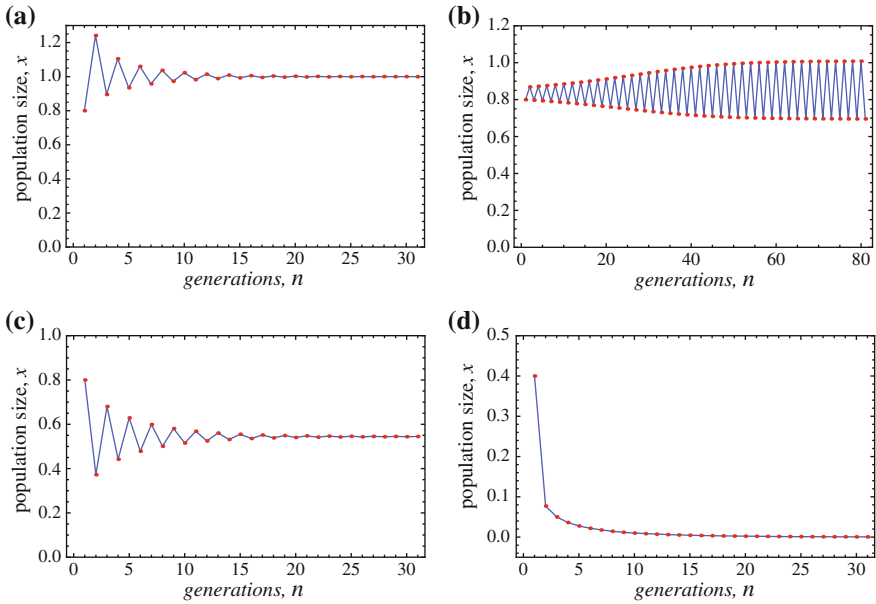 (a)
population size, x
1.2
1.0
0.8
0.6
0.4
0.2
0.0
0 5 10 15 20 25 30
generations, n
(b)
population size, x
1.2
1.0
0.8
0.6
0.4
0.2
0.0
0 20 40 60 80
generations, n
(c)
population size, x
1.0
0.8
0.6
0.4
0.2
0.0
0 5 10 15 20 25 30
generations, n
(d)
population size, x
0.5
0.4
0.3
0.2
0.1
0.0
0 5 10 15 20 25 30
generations, n